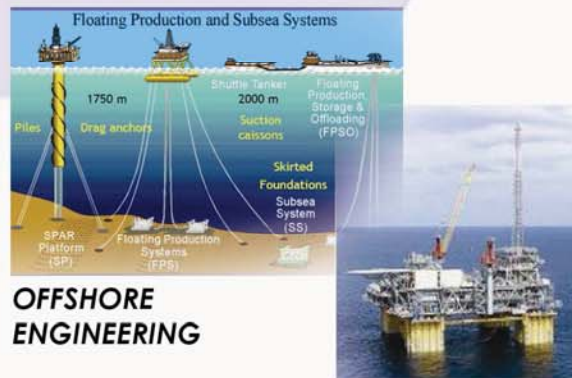 Floating Production and Subsea Systems
Shuttle Tanker
Floating
Production,
Storage &
Offloading
(FPSO)
1750 m
2000 m
Piles
Drag anchors
Suction
caissons
Skirted
Foundations
Subsea
System
(SS)
SPAR
Platform
(SP)
Floating Production
Systems
(FPS)
OFFSHORE
ENGINEERING